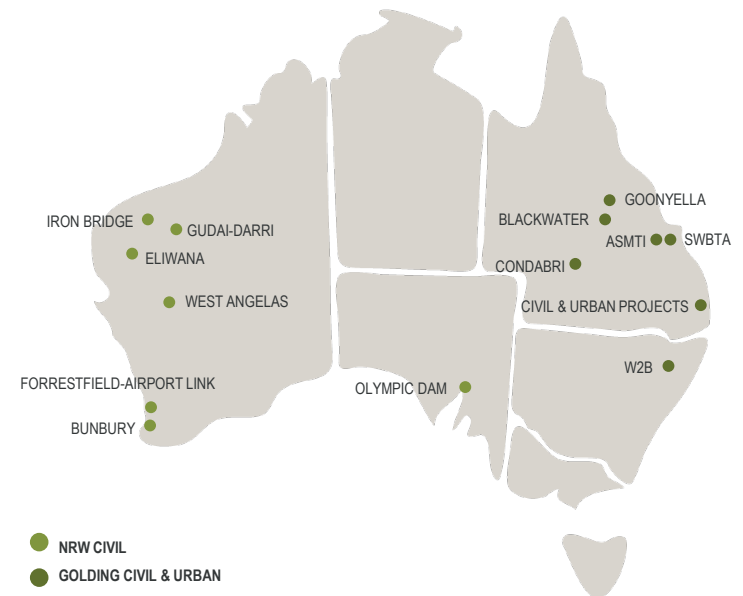 GOONYELLA
IRON BRIDGE
BLACKWATER
GUDAI-DARRI
ASMTI
SWBTA
ELIWANA
CONDABRI
WEST ANGELAS
CIVIL & URBAN PROJECTS
W2B
FORRESTFIELD-AIRPORT LINK
OLYMPIC DAM
BUNBURY
NRW CIVIL
GOLDING CIVIL & URBAN